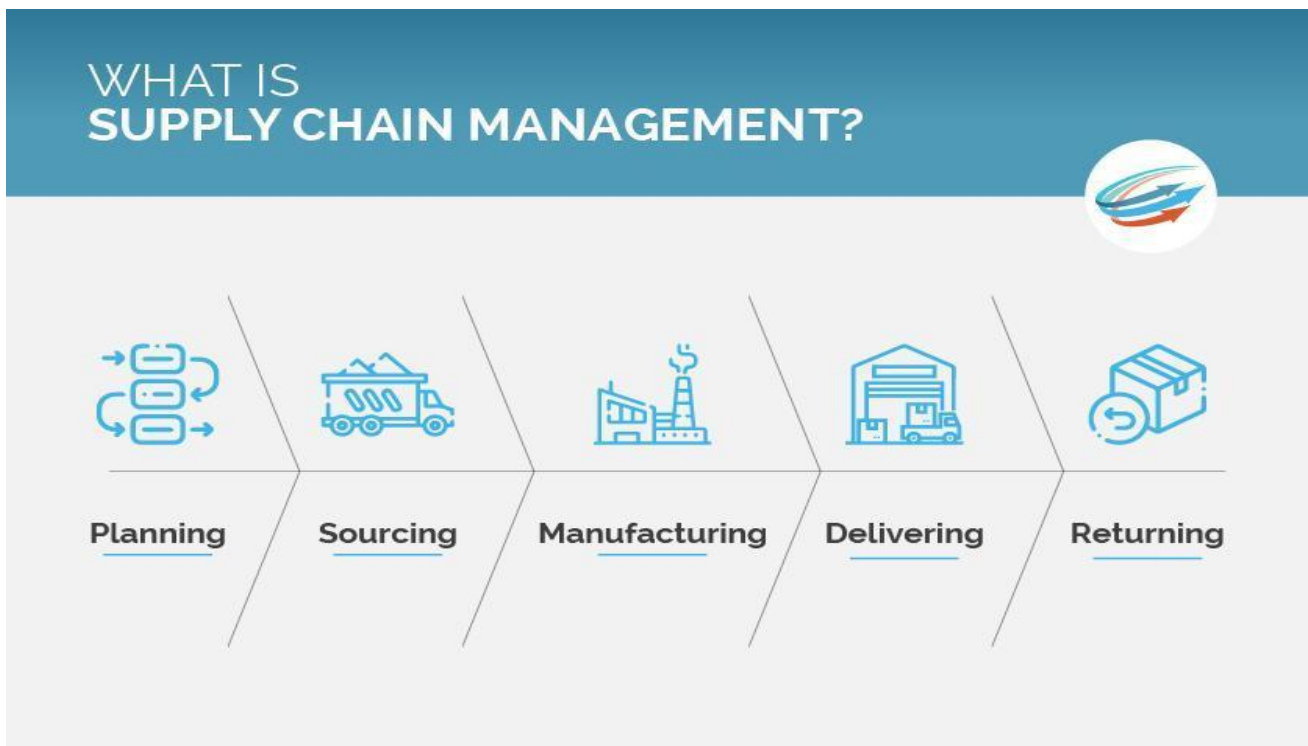 WHAT IS
SUPPLY CHAIN MANAGEMENT?
Planning
Sourcing
Manufacturing
Delivering
Returning